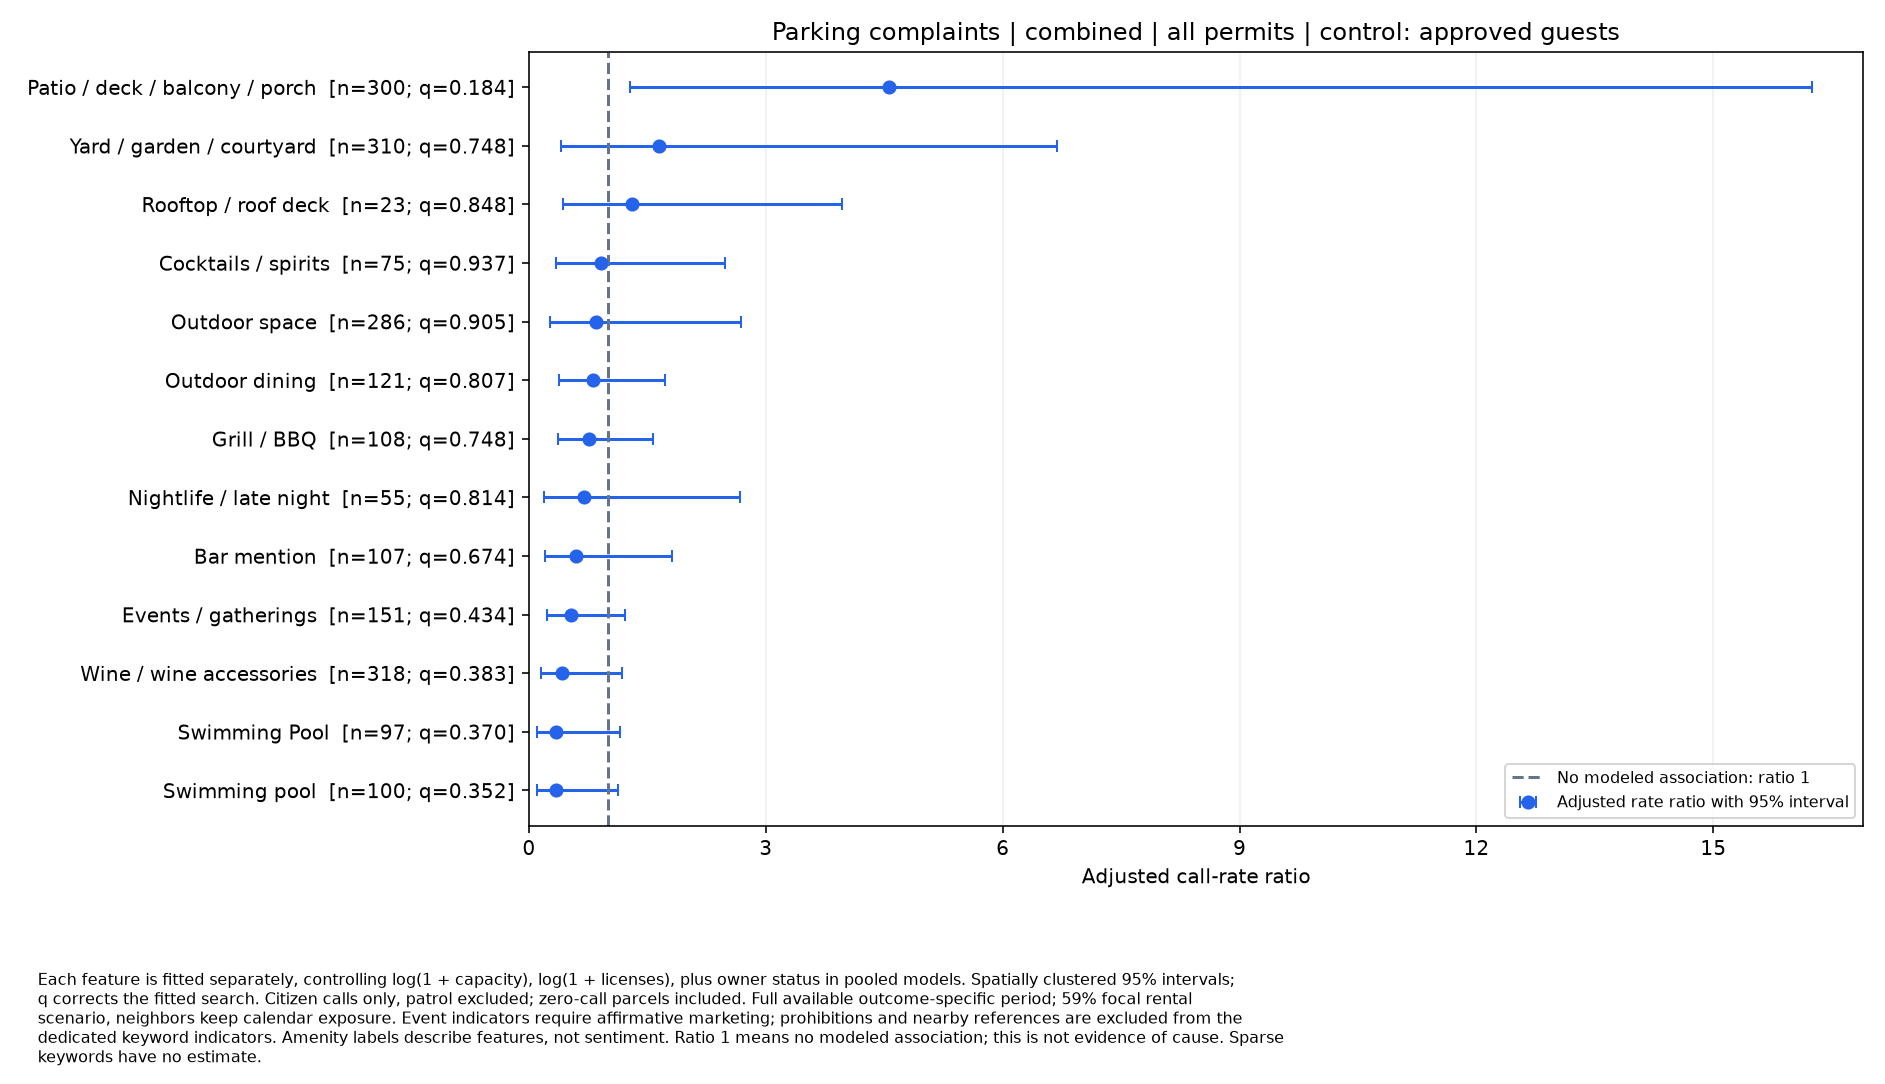 Parking complaints | combined | all permits | control: approved guests
Patio / deck / balcony / porch [n=300; q=0.184]
Yard / garden / courtyard [n=310; q=0.748]
Rooftop / roof deck [n=23; q=0.848]
Cocktails / spirits [n=75; q=0.937]
Outdoor space [n=286; q=0.905]
Outdoor dining [n=121; q=0.807]
Grill / BBQ [n=108; q=0.748]
Nightlife / late night [n=55; q=0.814]
Bar mention [n=107; q=0.674]
Events / gatherings [n=151; q=0.434]
Wine / wine accessories [n=318; q=0.383]
Swimming Pool [n=97; q=0.370]
Swimming pool [n=100; q=0.352]
No modeled association: ratio 1
Adjusted rate ratio with 95% interval
0 3 6 9 12 15
Adjusted call-rate ratio
Each feature is fitted separately, controlling log(1 + capacity), log(1 + licenses), plus owner status in pooled models. Spatially clustered 95% intervals;
q corrects the fitted search. Citizen calls only, patrol excluded; zero-call parcels included. Full available outcome-specific period; 59% focal rental
scenario, neighbors keep calendar exposure. Event indicators require affirmative marketing; prohibitions and nearby references are excluded from the
dedicated keyword indicators. Amenity labels describe features, not sentiment. Ratio 1 means no modeled association; this is not evidence of cause. Sparse
keywords have no estimate.